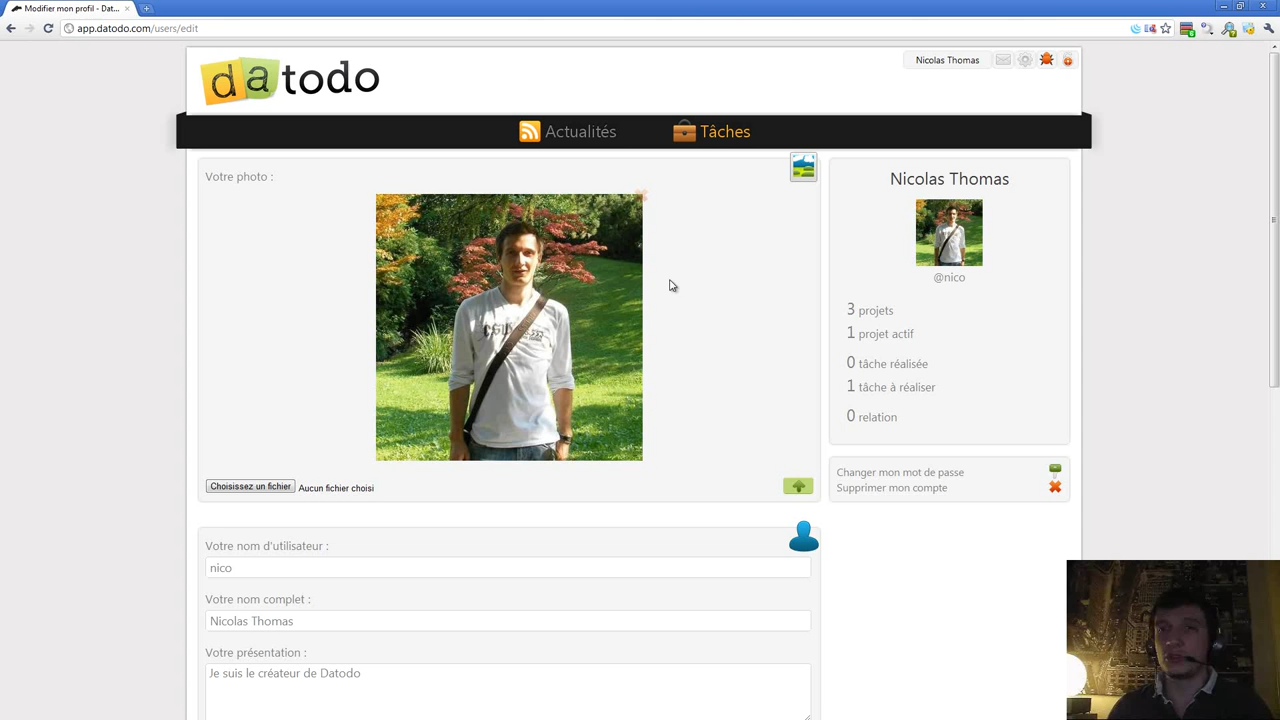 Modifier mon profil - Dat...
app.datodo.com/users/edit
datodo
Nicolas Thomas
Actualités
Tâches
Votre photo :
Nicolas Thomas
@nico
3 projets
1 projet actif
0 tâche réalisée
1 tâche à réaliser
0 relation
Choisissez un fichier Aucun fichier choisi
Changer mon mot de passe
Supprimer mon compte
Votre nom d'utilisateur :
nico
Votre nom complet :
Nicolas Thomas
Votre présentation :
Je suis le créateur de Datodo